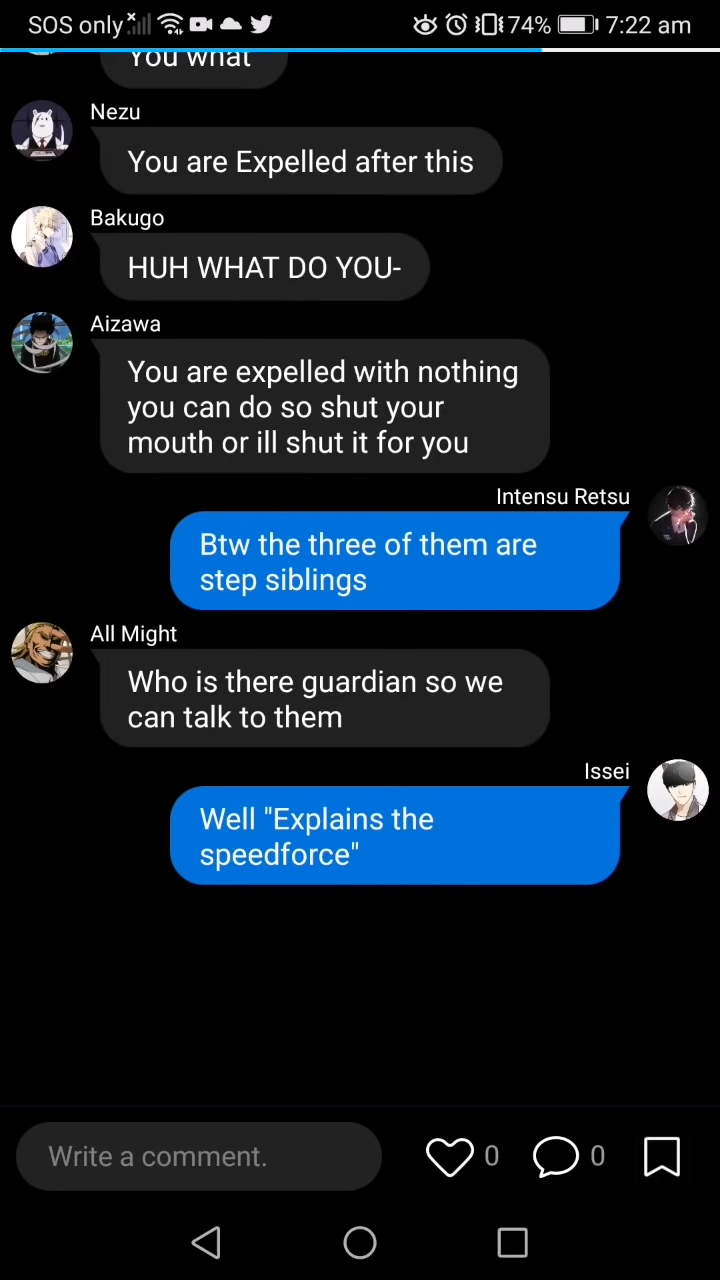 SOS only 74% 7:22 am
You what
Nezu
You are Expelled after this
Bakugo
HUH WHAT DO YOU-
Aizawa
You are expelled with nothing
you can do so shut your
mouth or ill shut it for you
Intensu Retsu
Btw the three of them are
step siblings
All Might
Who is there guardian so we
can talk to them
Issei
Well "Explains the
speedforce"
Write a comment. 0 0